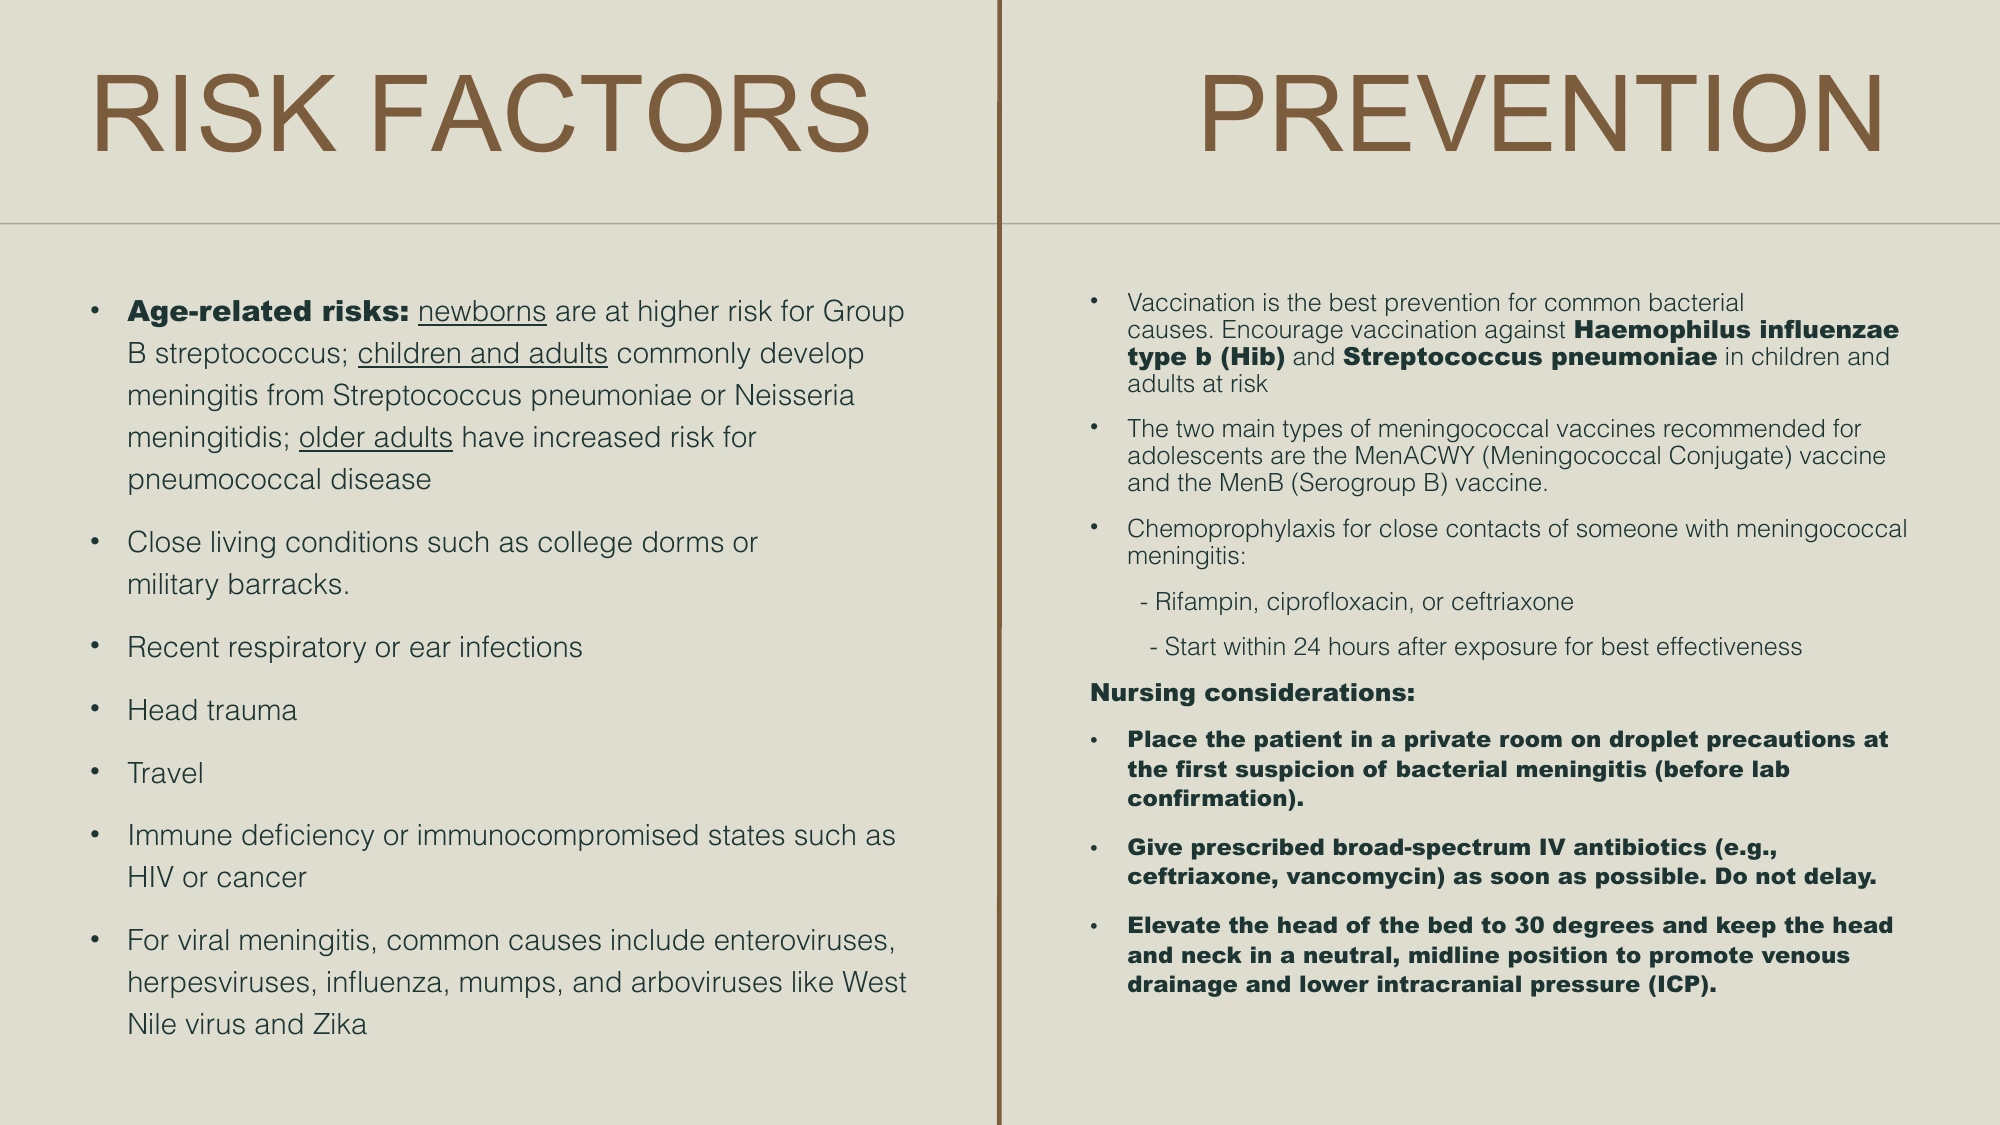 RISK FACTORS
• Age-related risks: newborns are at higher risk for Group
B streptococcus; children and adults commonly develop
meningitis from Streptococcus pneumoniae or Neisseria
meningitidis; older adults have increased risk for
pneumococcal disease
• Close living conditions such as college dorms or
military barracks.
• Recent respiratory or ear infections
• Head trauma
• Travel
• Immune deficiency or immunocompromised states such as
HIV or cancer
• For viral meningitis, common causes include enteroviruses,
herpesviruses, influenza, mumps, and arboviruses like West
Nile virus and Zika
PREVENTION
• Vaccination is the best prevention for common bacterial
causes. Encourage vaccination against Haemophilus influenzae
type b (Hib) and Streptococcus pneumoniae in children and
adults at risk
• The two main types of meningococcal vaccines recommended for
adolescents are the MenACWY (Meningococcal Conjugate) vaccine
and the MenB (Serogroup B) vaccine.
• Chemoprophylaxis for close contacts of someone with meningococcal
meningitis:
- Rifampin, ciprofloxacin, or ceftriaxone
- Start within 24 hours after exposure for best effectiveness
Nursing considerations:
• Place the patient in a private room on droplet precautions at
the first suspicion of bacterial meningitis (before lab
confirmation).
• Give prescribed broad-spectrum IV antibiotics (e.g.,
ceftriaxone, vancomycin) as soon as possible. Do not delay.
• Elevate the head of the bed to 30 degrees and keep the head
and neck in a neutral, midline position to promote venous
drainage and lower intracranial pressure (ICP).